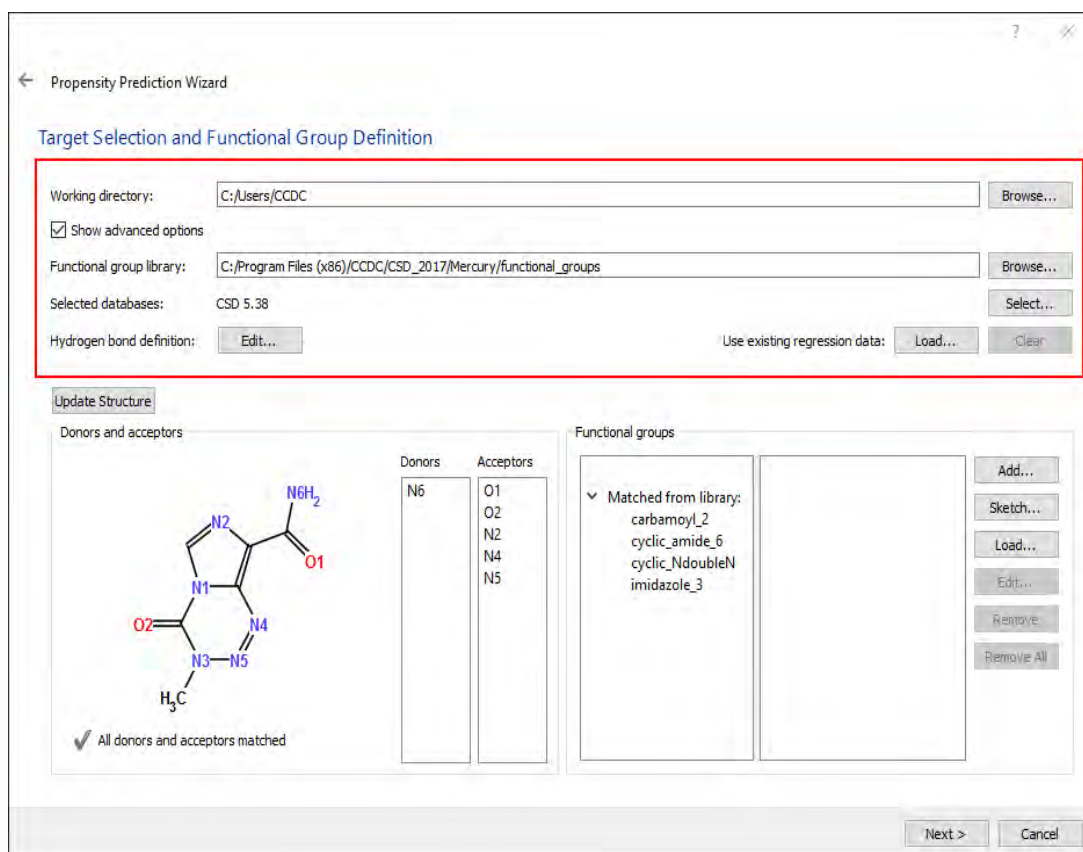 ?
Propensity Prediction Wizard
Target Selection and Functional Group Definition
Working directory: C:/Users/CCDC Browse...
Show advanced options
Functional group library: C:/Program Files (x86)/CCDC/CSD_2017/Mercury/functional_groups Browse...
Selected databases: CSD 5.38 Select...
Hydrogen bond definition: Edit... Use existing regression data: Load... Clear
Update Structure
Donors and acceptors Functional groups
Donors Acceptors
N6 O1
O2
N2
N4
N5
N6H2
N2
O1
N1
O2 N4
N3 N5
H3C
All donors and acceptors matched
Matched from library:
carbamoyl_2
cyclic_amide_6
cyclic_NdoubleN
imidazole_3
Add...
Sketch...
Load...
Edit...
Remove
Remove All
Next > Cancel